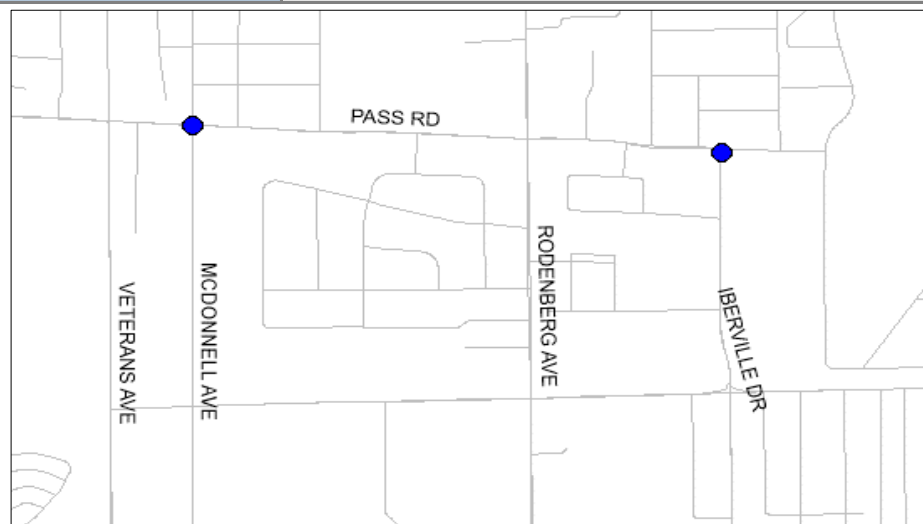 PASS RD
VETERANS AVE
MCDONNELL AVE
RODENBERG AVE
IBERVILLE DR